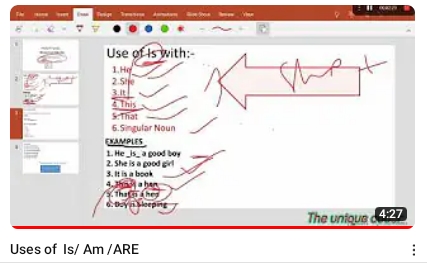 File Home Insert Draw Design Transitions Animations Slide Show Review View
Use of Is with:-
1.He
2.She
3.It
4.This
5.That
6.Singular Noun
EXAMPLES
1. He _is_ a good boy
2. She is a good girl
3. It is a book
4. This is a hen
5. That is a hen
6. Boy is sleeping
The unique
4:27
Uses of Is/ Am /ARE